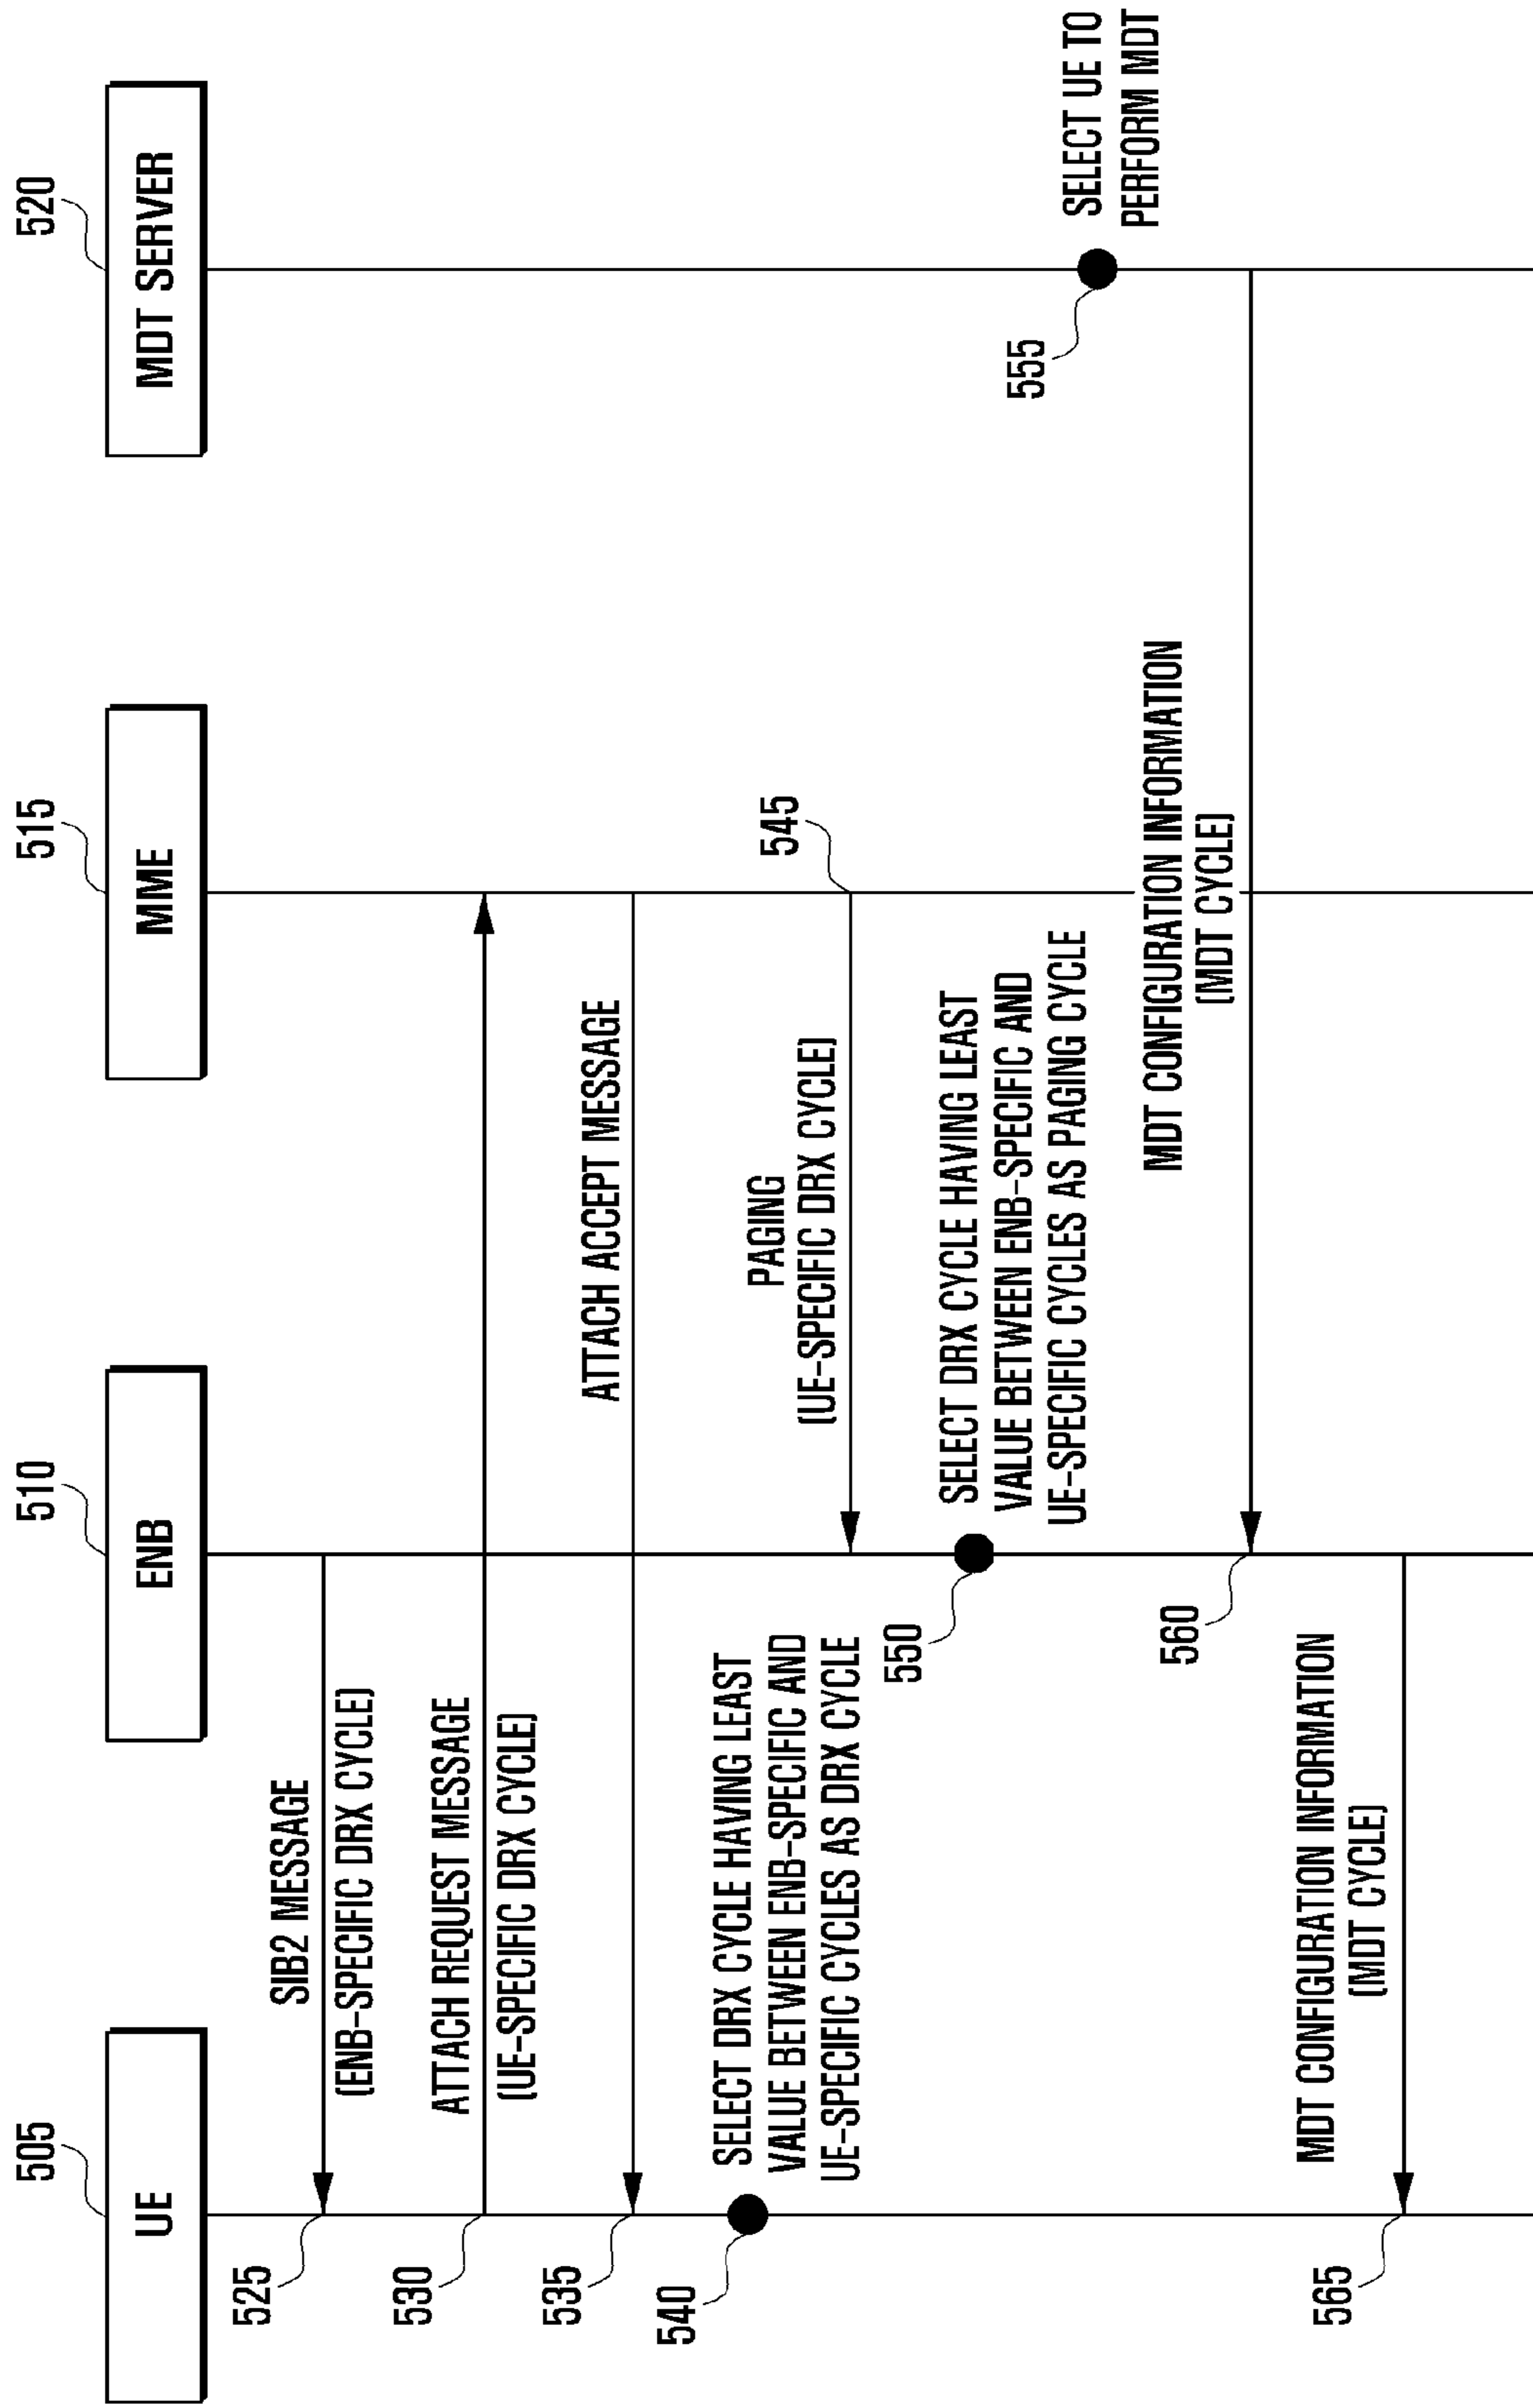 505
510
515
520
UE
ENB
MME
MDT SERVER
525
SIB2 MESSAGE
(ENB-SPECIFIC DRX CYCLE)
530
ATTACH REQUEST MESSAGE
(UE-SPECIFIC DRX CYCLE)
535
ATTACH ACCEPT MESSAGE
540
SELECT DRX CYCLE HAVING LEAST
VALUE BETWEEN ENB-SPECIFIC AND
UE-SPECIFIC CYCLES AS DRX CYCLE
545
PAGING
(UE-SPECIFIC DRX CYCLE)
550
SELECT DRX CYCLE HAVING LEAST
VALUE BETWEEN ENB-SPECIFIC AND
UE-SPECIFIC CYCLES AS PAGING CYCLE
555
SELECT UE TO
PERFORM MDT
560
MDT CONFIGURATION INFORMATION
(MDT CYCLE)
565
MDT CONFIGURATION INFORMATION
(MDT CYCLE)